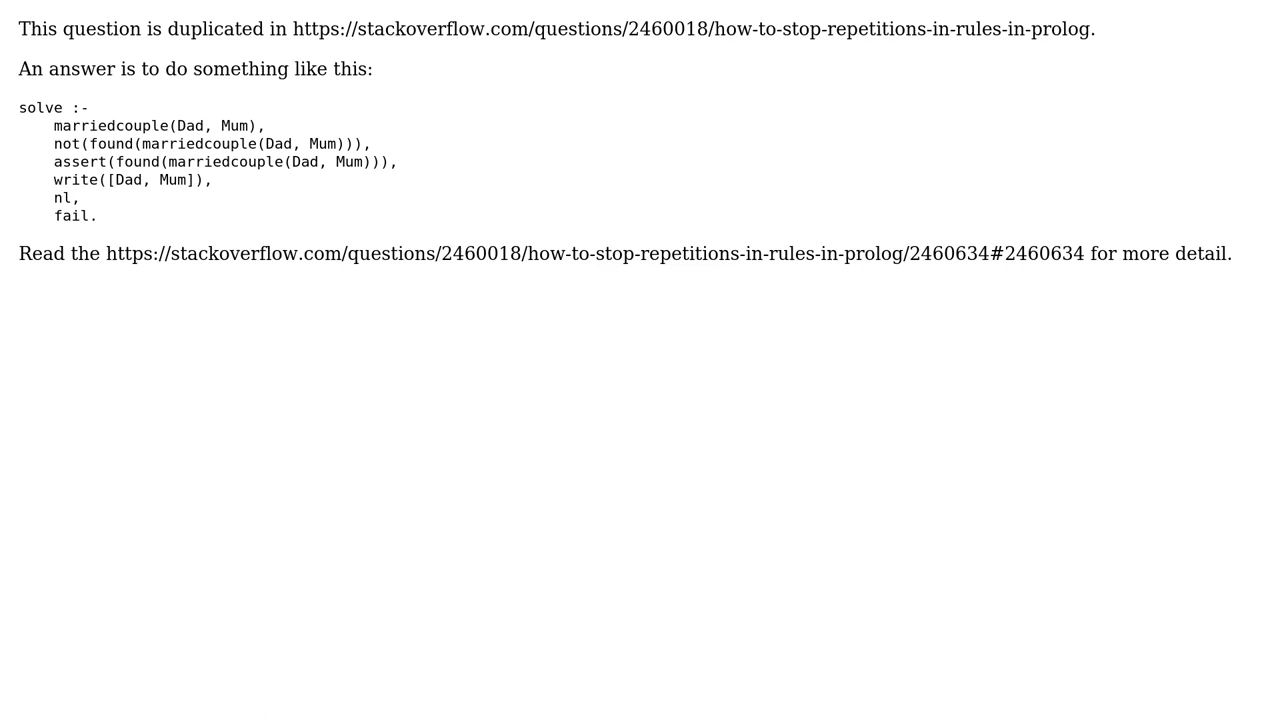 This question is duplicated in https://stackoverflow.com/questions/2460018/how-to-stop-repetitions-in-rules-in-prolog.
An answer is to do something like this:
solve :-
    marriedcouple(Dad, Mum),
    not(found(marriedcouple(Dad, Mum))),
    assert(found(marriedcouple(Dad, Mum))),
    write([Dad, Mum]),
    nl,
    fail.
Read the https://stackoverflow.com/questions/2460018/how-to-stop-repetitions-in-rules-in-prolog/2460634#2460634 for more detail.